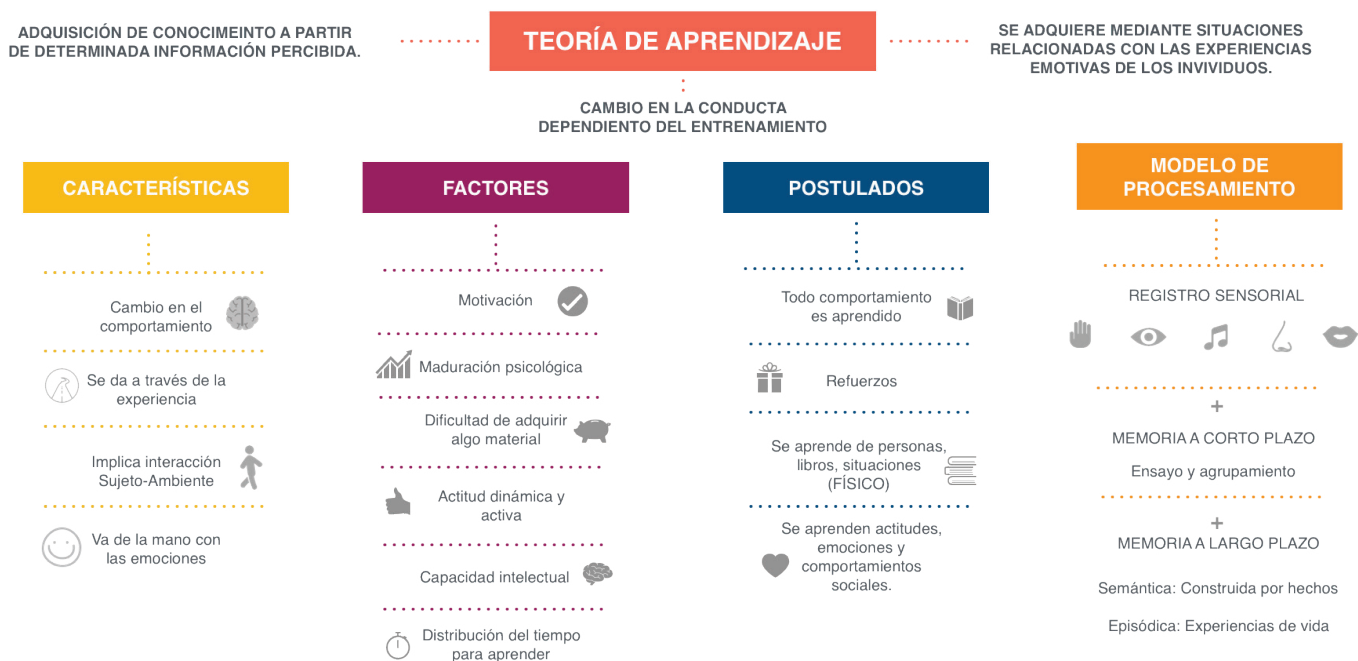 ADQUISICIÓN DE CONOCIMEINTO A PARTIR
DE DETERMINADA INFORMACIÓN PERCIBIDA.
TEORÍA DE APRENDIZAJE
SE ADQUIERE MEDIANTE SITUACIONES
RELACIONADAS CON LAS EXPERIENCIAS
EMOTIVAS DE LOS INVIVIDUOS.
CAMBIO EN LA CONDUCTA
DEPENDIENTO DEL ENTRENAMIENTO
CARACTERÍSTICAS
Cambio en el
comportamiento
Se da a través de la
experiencia
Implica interacción
Sujeto-Ambiente
Va de la mano con
las emociones
FACTORES
Motivación
Maduración psicológica
Dificultad de adquirir
algo material
Actitud dinámica y
activa
Capacidad intelectual
Distribución del tiempo
para aprender
POSTULADOS
Todo comportamiento
es aprendido
Refuerzos
Se aprende de personas,
libros, situaciones
(FÍSICO)
Se aprenden actitudes,
emociones y
comportamientos
sociales.
MODELO DE
PROCESAMIENTO
REGISTRO SENSORIAL
+
MEMORIA A CORTO PLAZO
Ensayo y agrupamiento
+
MEMORIA A LARGO PLAZO
Semántica: Construida por hechos
Episódica: Experiencias de vida